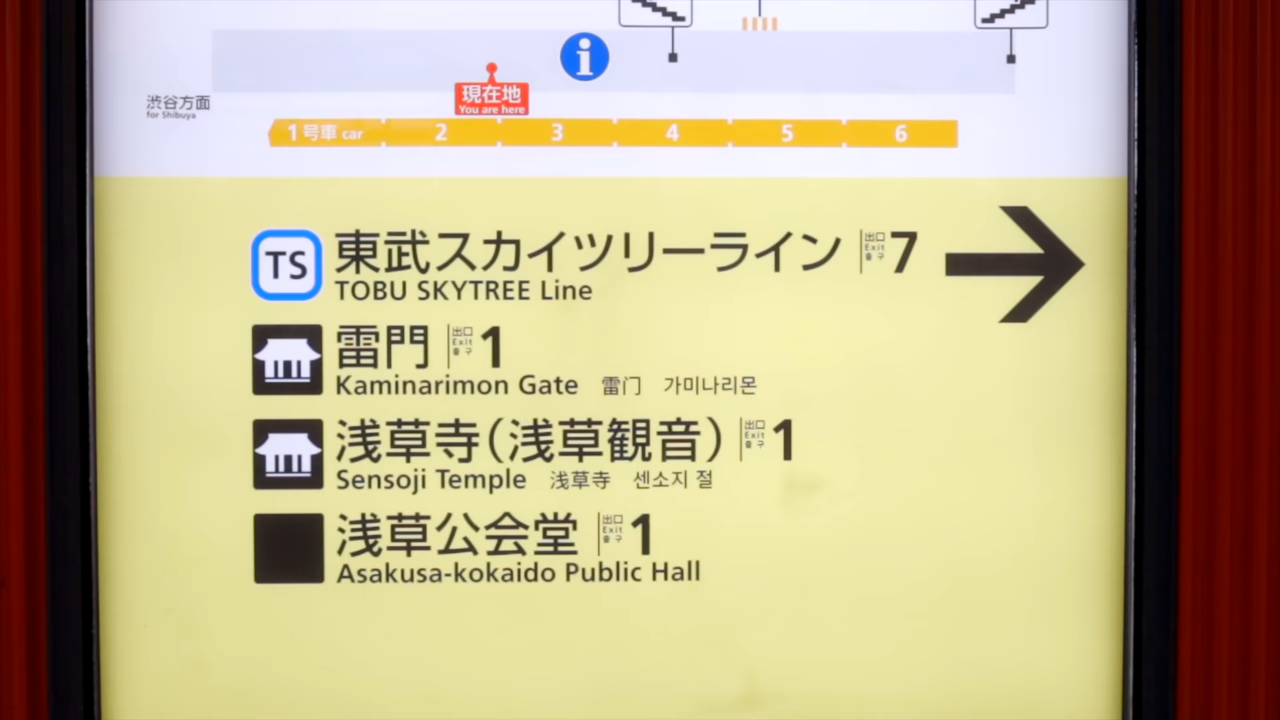 渋谷方面
for Shibuya
現在地
You are here
1号車 car 2 3 4 5 6
TS 東武スカイツリーライン 出口 Exit 출구 7
TOBU SKYTREE Line
雷門 出口 Exit 출구 1
Kaminarimon Gate 雷门 가미나리몬
浅草寺(浅草観音) 出口 Exit 출구 1
Sensoji Temple 浅草寺 센소지 절
浅草公会堂 出口 Exit 출구 1
Asakusa-kokaido Public Hall